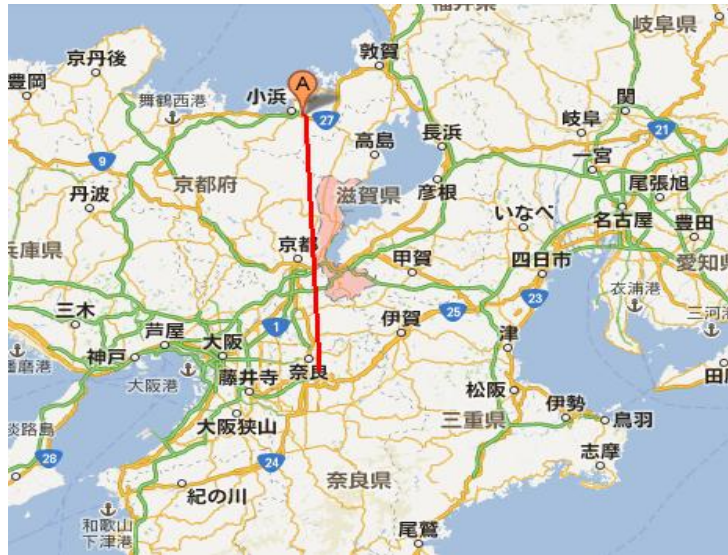 福井県
岐阜県
京丹後
敦賀
豊岡
A
小浜
関
舞鶴西港
27
岐阜
21
長浜
高島
9
一宮
京都府
滋賀県
彦根
尾張旭
丹波
いなべ
名古屋
豊田
兵庫県
京都
甲賀
四日市
愛知県
衣浦港
23
三木
25
芦屋
1
伊賀
三河港
津
神戸
大阪
奈良
播磨港
大阪港
藤井寺
松阪
田原
大阪狭山
三重県
伊勢
鳥羽
淡路島
28
24
志摩
奈良県
紀の川
和歌山
下津港
尾鷲